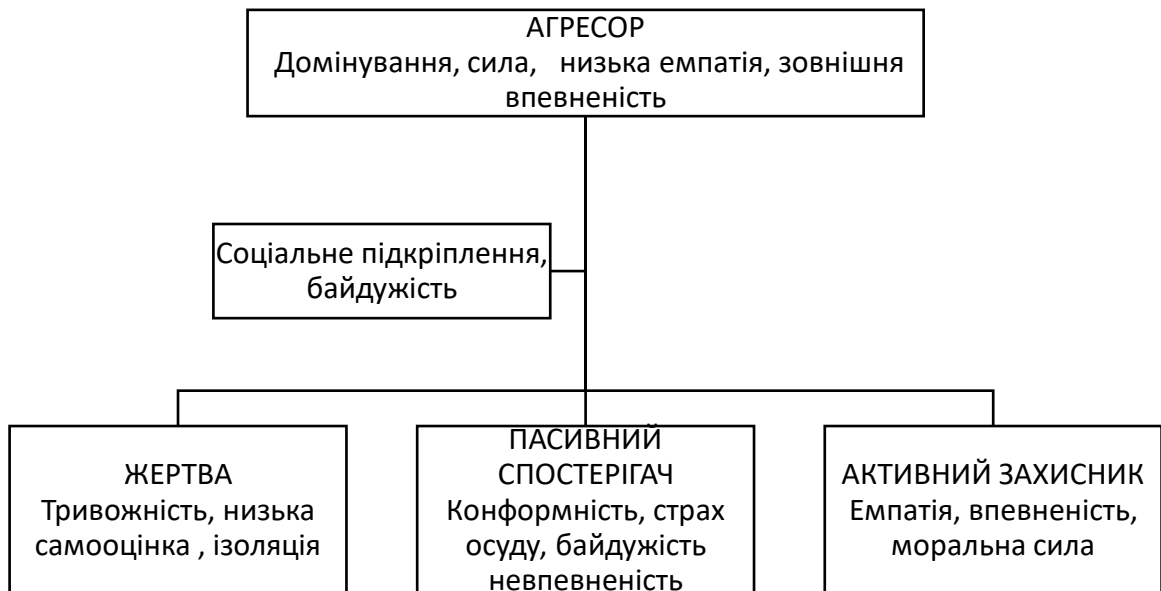 АГРЕСОР
Домінування, сила, низька емпатія, зовнішня
впевненість
Соціальне підкріплення,
байдужість
ЖЕРТВА
Тривожність, низька
самооцінка , ізоляція
ПАСИВНИЙ
СПОСТЕРІГАЧ
Конформність, страх
осуду, байдужість
невпевненість
АКТИВНИЙ ЗАХИСНИК
Емпатія, впевненість,
моральна сила